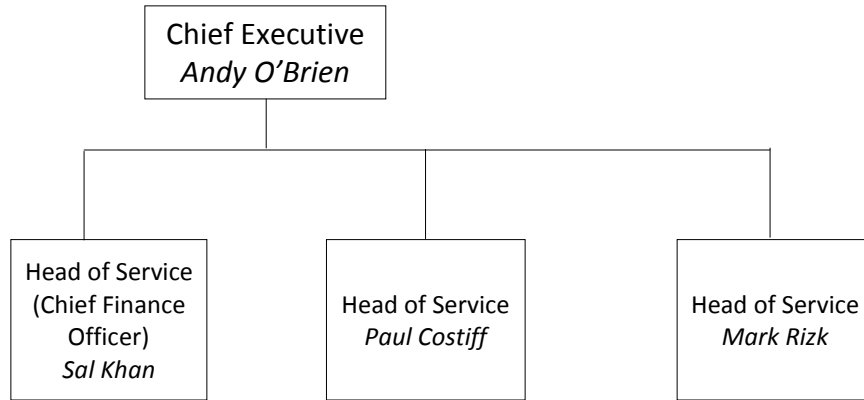 Chief Executive
Andy O’Brien
Head of Service
(Chief Finance
Officer)
Sal Khan
Head of Service
Paul Costiff
Head of Service
Mark Rizk